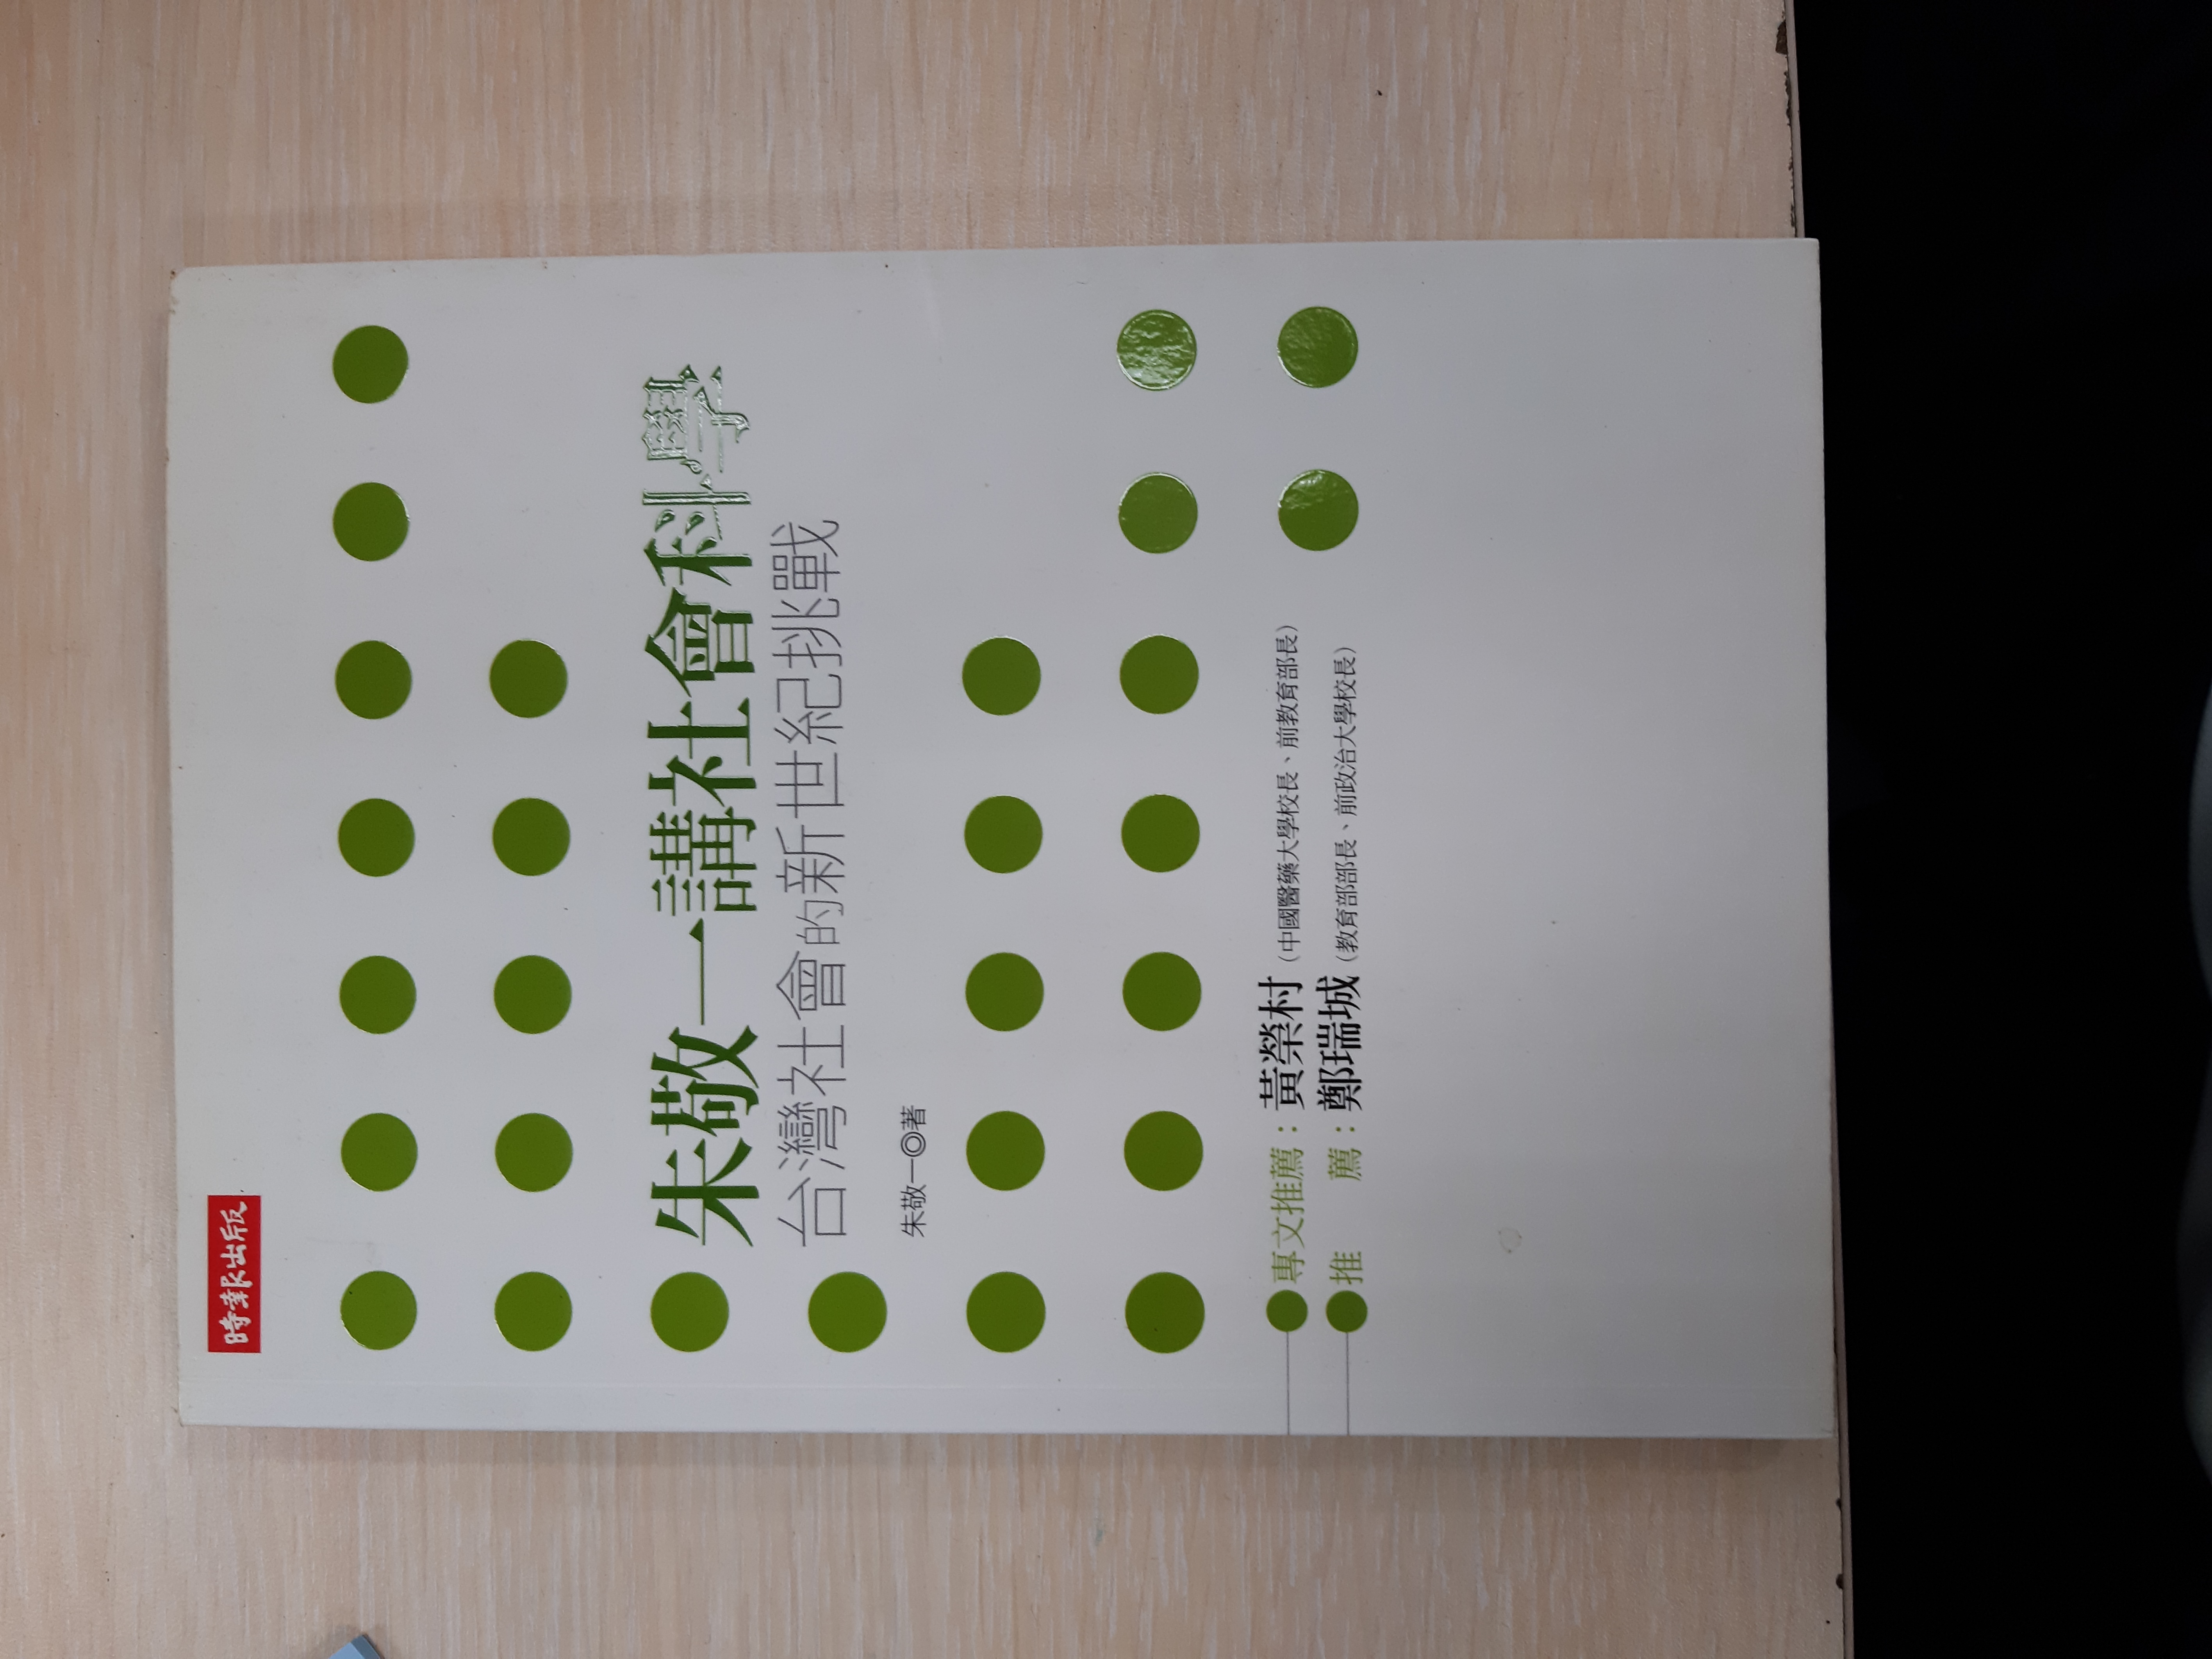 時報出版
朱敬一講社會科學
台灣社會的新世紀挑戰
朱敬一◎著
專文推薦：黃榮村（中國醫藥大學校長、前教育部長）
推　　薦：鄭瑞城（教育部部長、前政治大學校長）